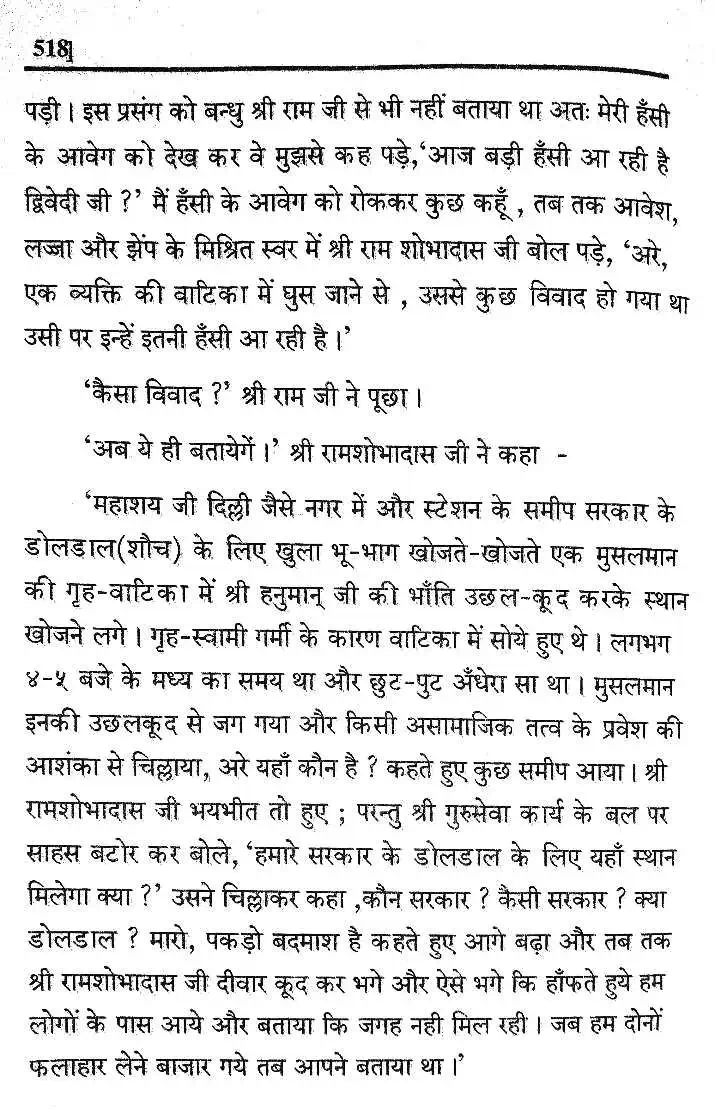 518
पड़ी । इस प्रसंग को बन्धु श्री राम जी से भी नहीं बताया था अतः मेरी हँसी
के आवेग को देख कर वे मुझसे कह पड़े,‘आज बड़ी हँसी आ रही है
द्विवेदी जी ?’ मैं हँसी के आवेग को रोककर कुछ कहूँ , तब तक आवेश,
लज्जा और झेंप के मिश्रित स्वर में श्री राम शोभादास जी बोल पड़े, ‘अरे,
एक व्यक्ति की वाटिका में घुस जाने से , उससे कुछ विवाद हो गया था
उसी पर इन्हें इतनी हँसी आ रही है ।’
‘कैसा विवाद ?’ श्री राम जी ने पूछा ।
‘अब ये ही बतायेगें ।’ श्री रामशोभादास जी ने कहा -
‘महाशय जी दिल्ली जैसे नगर में और स्टेशन के समीप सरकार के
डोलडाल(शौच) के लिए खुला भू-भाग खोजते-खोजते एक मुसलमान
की गृह-वाटिका में श्री हनुमान् जी की भाँति उछल-कूद करके स्थान
खोजने लगे । गृह-स्वामी गर्मी के कारण वाटिका में सोये हुए थे । लगभग
४-५ बजे के मध्य का समय था और छुट-पुट अँधेरा सा था । मुसलमान
इनकी उछलकूद से जग गया और किसी असामाजिक तत्व के प्रवेश की
आशंका से चिल्लाया, अरे यहाँ कौन है ? कहते हुए कुछ समीप आया । श्री
रामशोभादास जी भयभीत तो हुए ; परन्तु श्री गुरुसेवा कार्य के बल पर
साहस बटोर कर बोले, ‘हमारे सरकार के डोलडाल के लिए यहाँ स्थान
मिलेगा क्या ?’ उसने चिल्लाकर कहा ,कौन सरकार ? कैसी सरकार ? क्या
डोलडाल ? मारो, पकड़ो बदमाश है कहते हुए आगे बढ़ा और तब तक
श्री रामशोभादास जी दीवार कूद कर भगे और ऐसे भगे कि हाँफते हुये हम
लोगों के पास आये और बताया कि जगह नही मिल रही । जब हम दोनों
फलाहार लेने बाजार गये तब आपने बताया था ।’